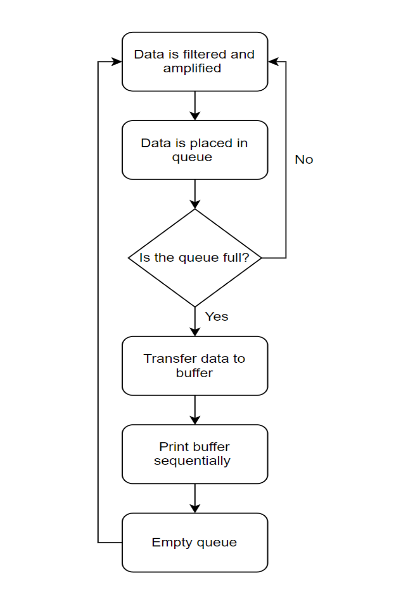 Data is filtered and
amplified
Data is placed in
queue
No
Is the queue full?
Yes
Transfer data to
buffer
Print buffer
sequentially
Empty queue